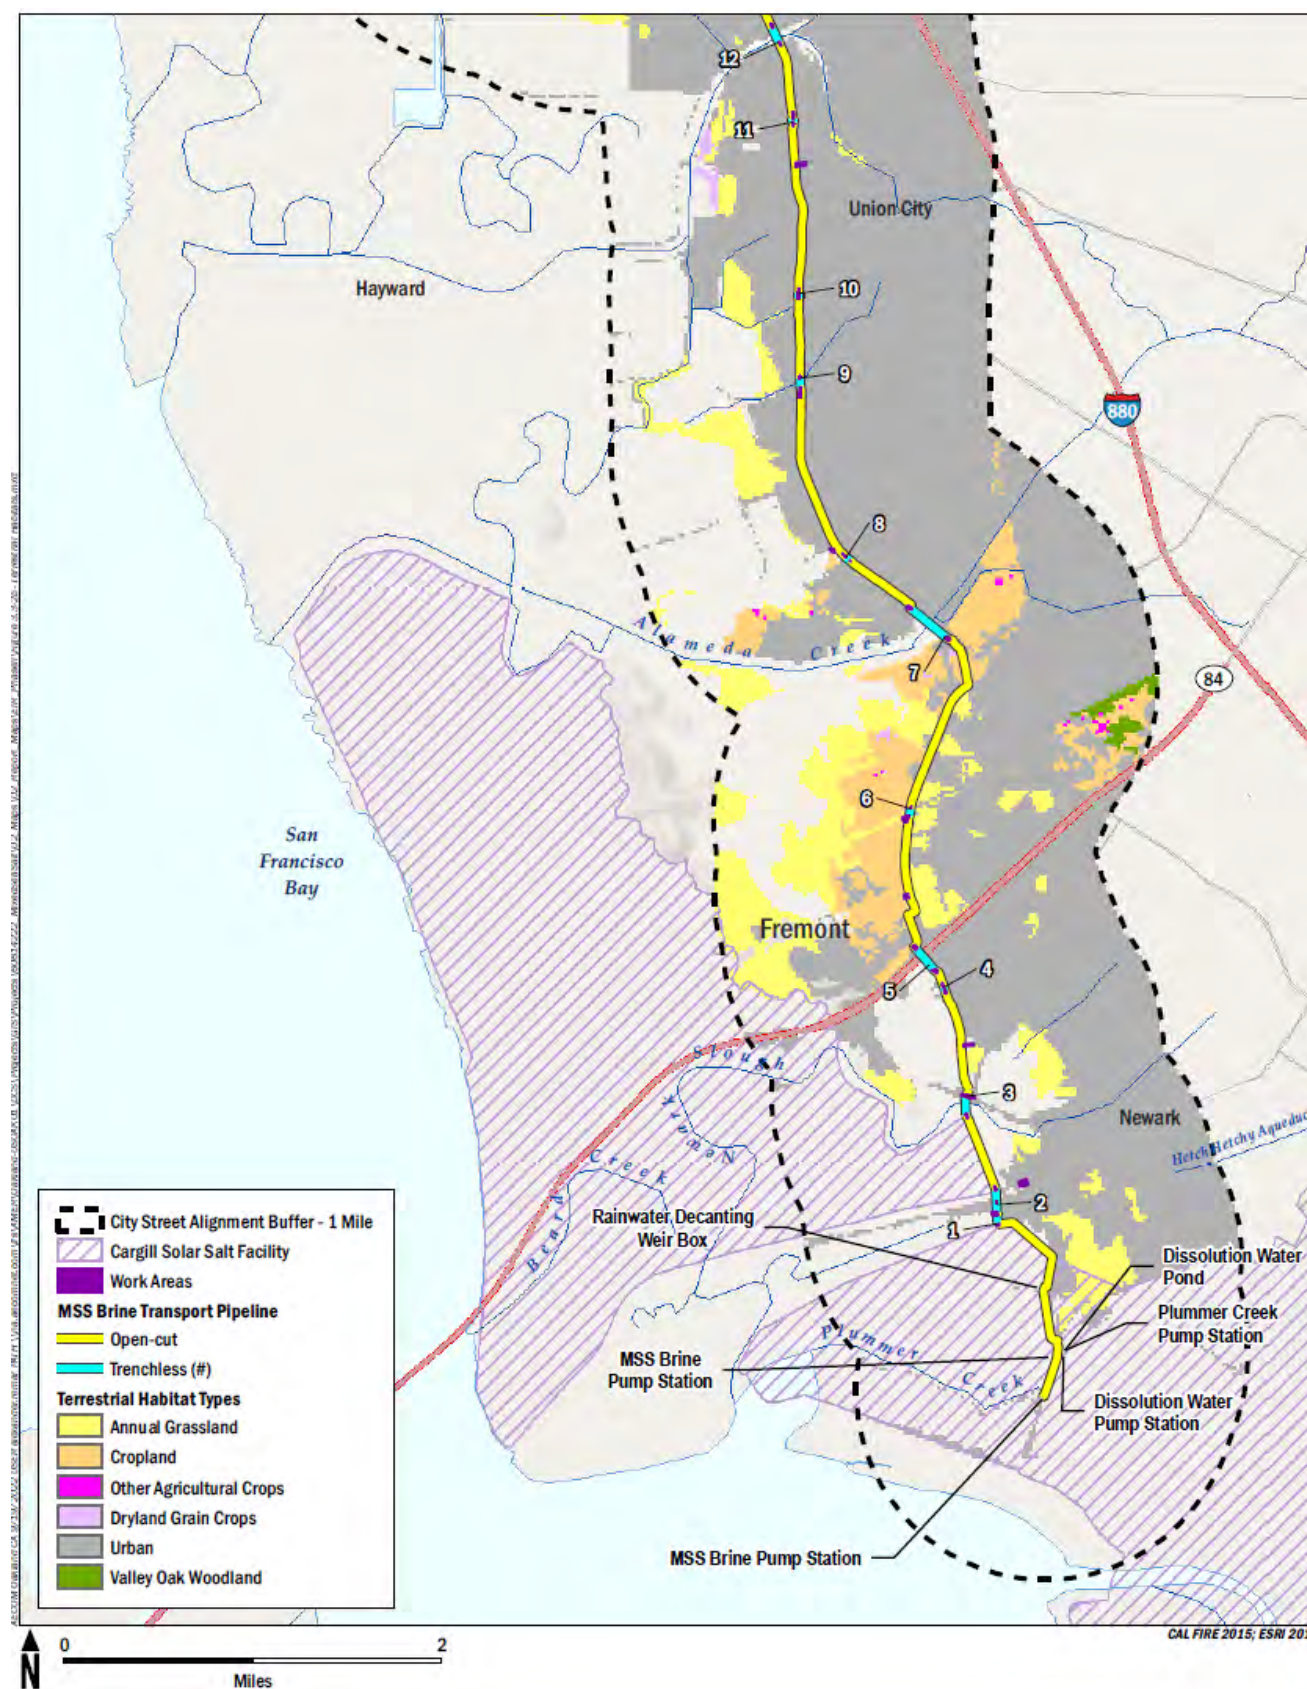 12
11
Union City
Hayward
10
9
880
8
Alameda Creek
7
84
6
San
Francisco
Bay
Fremont
4
5
Slough
Newark
3
Newark
Hetch Hetchy Aqueduc
Creek
Beard
2
1
Rainwater Decanting
Weir Box
Dissolution Water
Pond
Plummer Creek
Pump Station
Plummer
Creek
MSS Brine
Pump Station
Dissolution Water
Pump Station
MSS Brine Pump Station
City Street Alignment Buffer - 1 Mile
Cargill Solar Salt Facility
Work Areas
MSS Brine Transport Pipeline
Open-cut
Trenchless (#)
Terrestrial Habitat Types
Annual Grassland
Cropland
Other Agricultural Crops
Dryland Grain Crops
Urban
Valley Oak Woodland
CAL FIRE 2015; ESRI 201
N
0
2
Miles